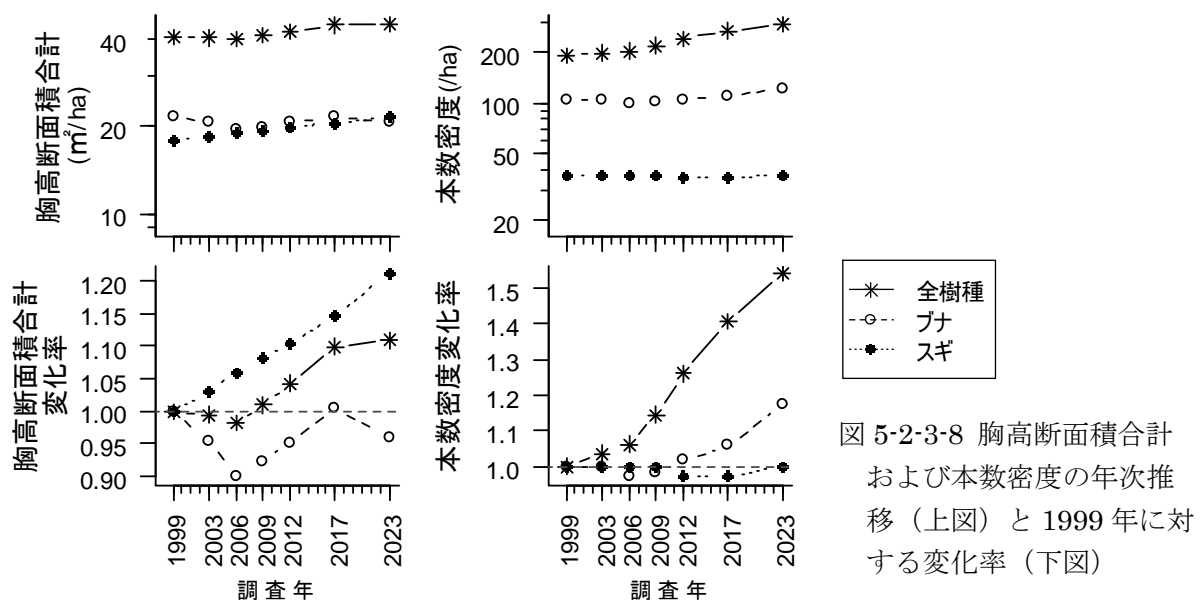 胸高断面積合計
(㎡/ha)
40
20
10
本数密度(/ha)
200
100
50
20
胸高断面積合計
変化率
1.20
1.15
1.10
1.05
1.00
0.95
0.90
1999
2003
2006
2009
2012
2017
2023
調査年
本数密度変化率
1.5
1.4
1.3
1.2
1.1
1.0
1999
2003
2006
2009
2012
2017
2023
調査年
全樹種
ブナ
スギ
図 5-2-3-8 胸高断面積合計
および本数密度の年次推
移（上図）と 1999 年に対
する変化率（下図）